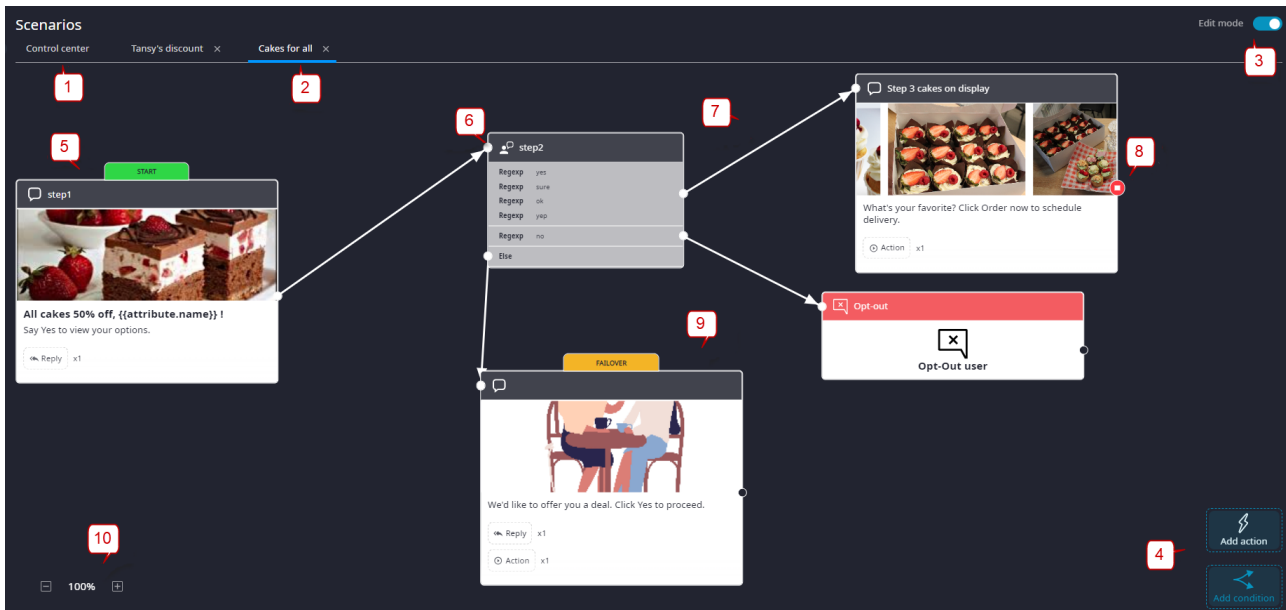 Scenarios
Edit mode
Control center
Tansy's discount ×
Cakes for all ×
1
2
3
5
START
step1
All cakes 50% off, {{attribute.name}} !
Say Yes to view your options.
Reply x1
6
step2
Regexp yes
Regexp sure
Regexp ok
Regexp yep
Regexp no
Else
7
Step 3 cakes on display
8
What's your favorite? Click Order now to schedule
delivery.
Action x1
Opt-out
Opt-Out user
9
FAILOVER
We'd like to offer you a deal. Click Yes to proceed.
Reply x1
Action x1
10
100%
4
Add action
Add condition